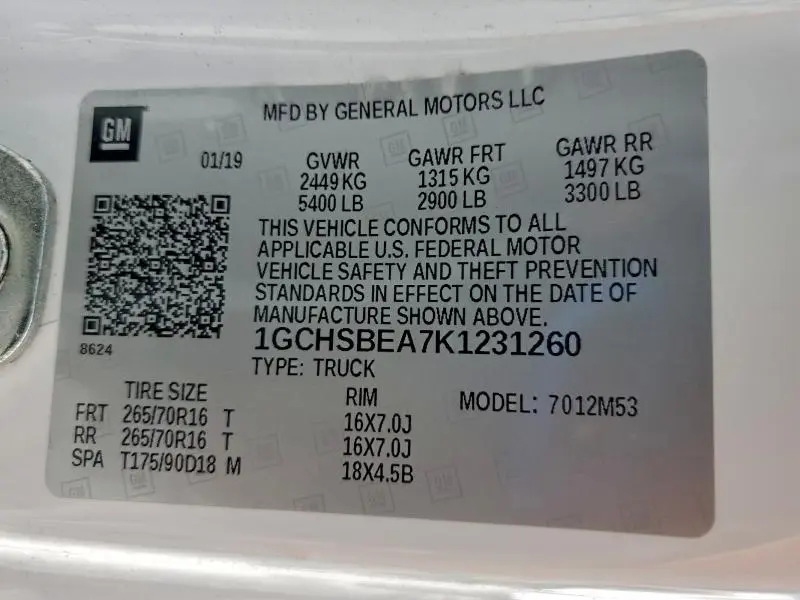 GM
MFD BY GENERAL MOTORS LLC
01/19 GVWR GAWR FRT GAWR RR
2449 KG 1315 KG 1497 KG
5400 LB 2900 LB 3300 LB
THIS VEHICLE CONFORMS TO ALL
APPLICABLE U.S. FEDERAL MOTOR
VEHICLE SAFETY AND THEFT PREVENTION
STANDARDS IN EFFECT ON THE DATE OF
MANUFACTURE SHOWN ABOVE.
8624
1GCHSBEA7K1231260
TYPE: TRUCK
TIRE SIZE RIM MODEL: 7012M53
FRT 265/70R16 T 16X7.0J
RR 265/70R16 T 16X7.0J
SPA T175/90D18 M 18X4.5B